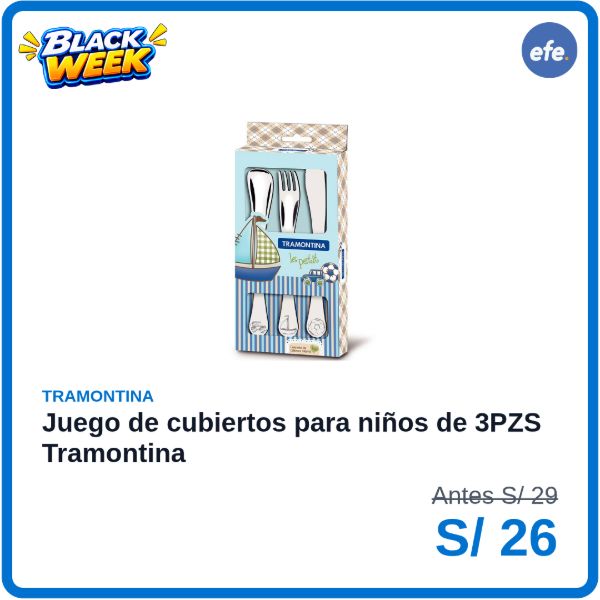 BLACK
WEEK
efe.
TRAMONTINA
Le petit
TRAMONTINA
Juego de cubiertos para niños de 3PZS
Tramontina
Antes S/ 29
S/ 26